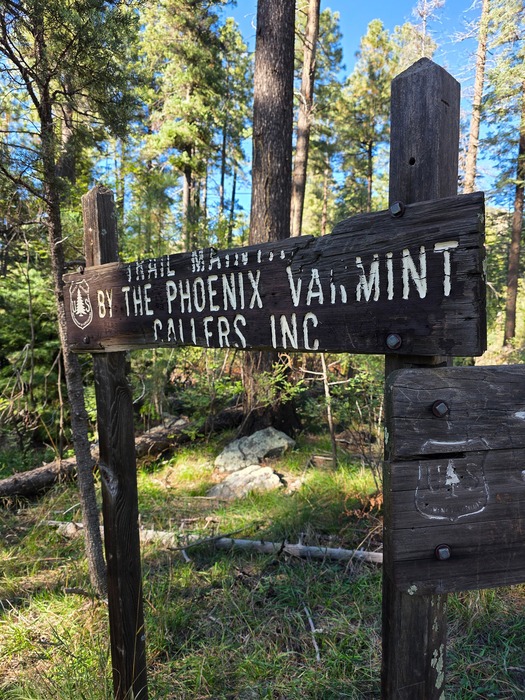 TRAIL
BY THE PHOENIX VARMINT
CALLERS INC